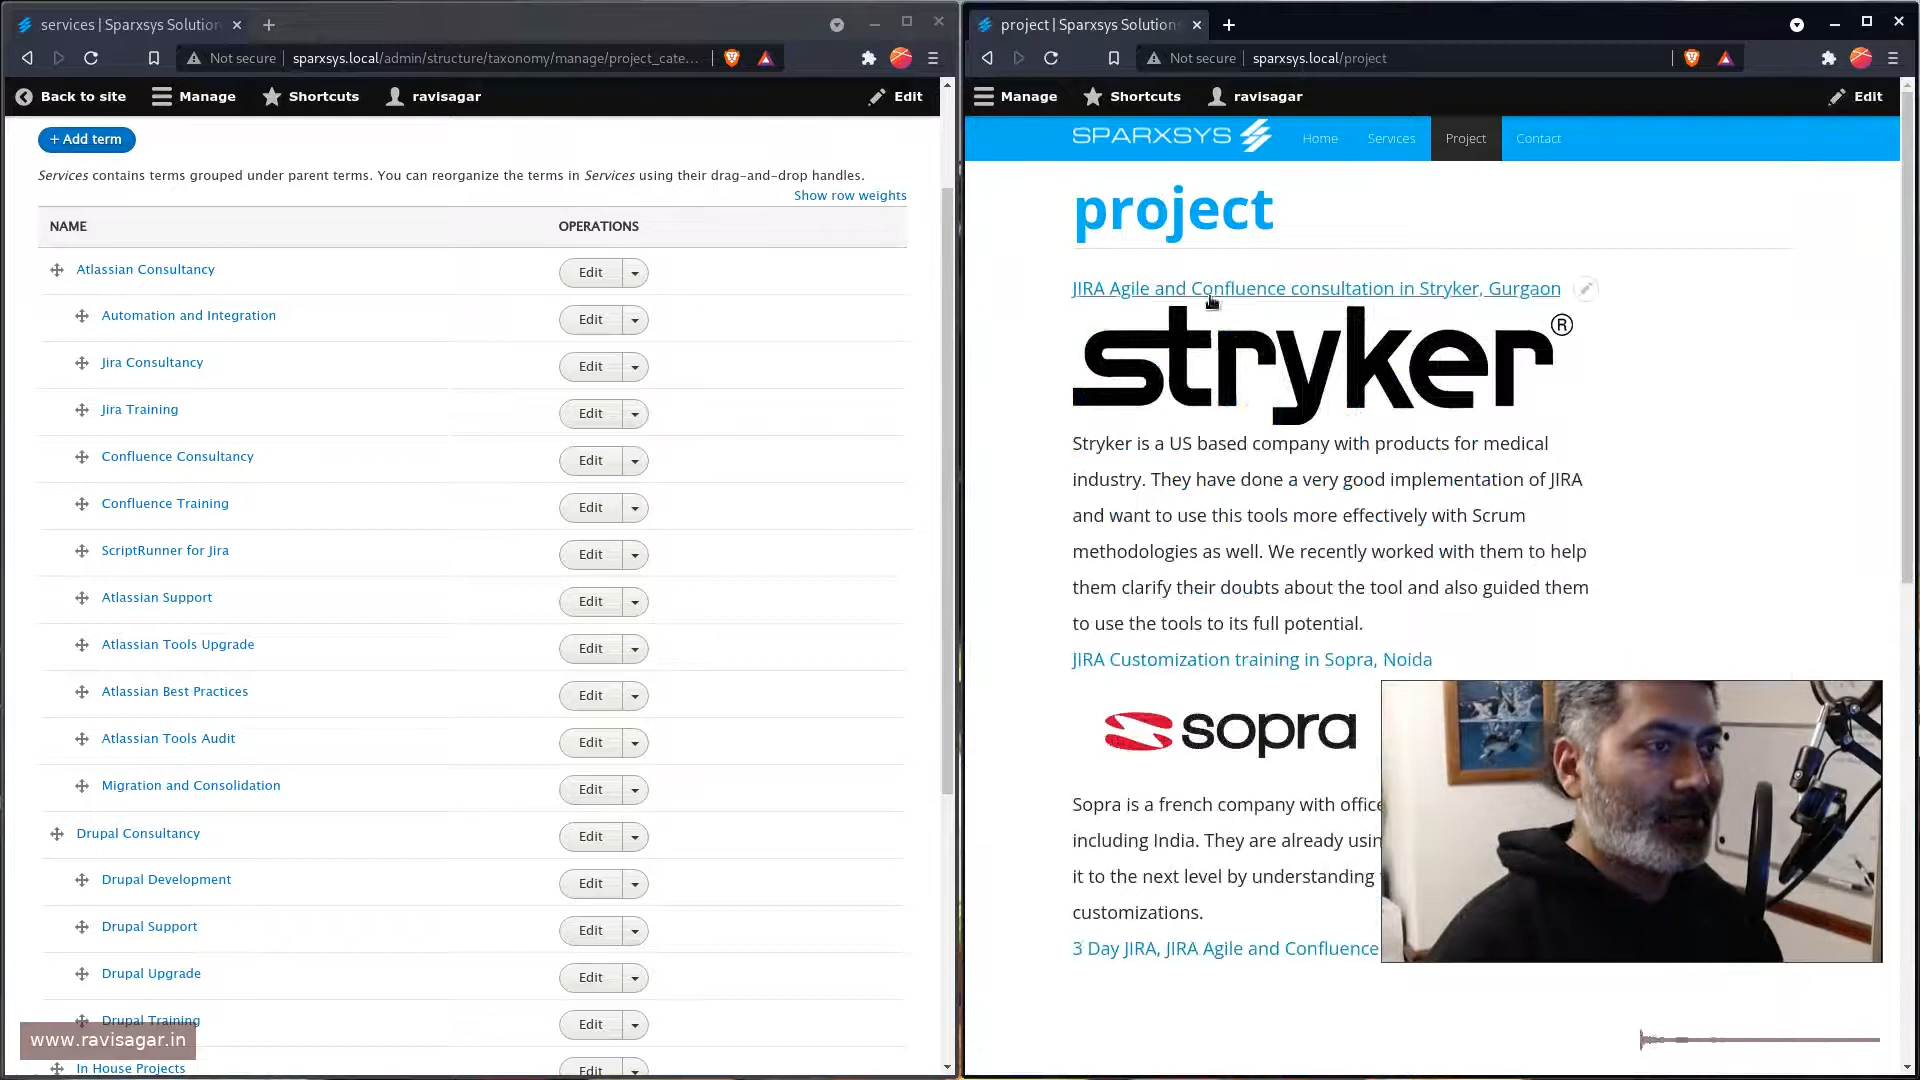 services | Sparxsys Solution
Not secure
sparxsys.local/admin/structure/taxonomy/manage/project_cate...
Back to site
Manage
Shortcuts
ravisagar
Edit
+ Add term
Services contains terms grouped under parent terms. You can reorganize the terms in Services using their drag-and-drop handles.
Show row weights
NAME
OPERATIONS
Atlassian Consultancy
Edit
Automation and Integration
Edit
Jira Consultancy
Edit
Jira Training
Edit
Confluence Consultancy
Edit
Confluence Training
Edit
ScriptRunner for Jira
Edit
Atlassian Support
Edit
Atlassian Tools Upgrade
Edit
Atlassian Best Practices
Edit
Atlassian Tools Audit
Edit
Migration and Consolidation
Edit
Drupal Consultancy
Edit
Drupal Development
Edit
Drupal Support
Edit
Drupal Upgrade
Edit
Drupal Training
Edit
www.ravisagar.in
In House Projects
Edit
project | Sparxsys Solution
Not secure
sparxsys.local/project
Manage
Shortcuts
ravisagar
Edit
SPARXSYS
Home
Services
Project
Contact
project
JIRA Agile and Confluence consultation in Stryker, Gurgaon
stryker®
Stryker is a US based company with products for medical
industry. They have done a very good implementation of JIRA
and want to use this tools more effectively with Scrum
methodologies as well. We recently worked with them to help
them clarify their doubts about the tool and also guided them
to use the tools to its full potential.
JIRA Customization training in Sopra, Noida
sopra
Sopra is a french company with office
including India. They are already usin
it to the next level by understanding
customizations.
3 Day JIRA, JIRA Agile and Confluence